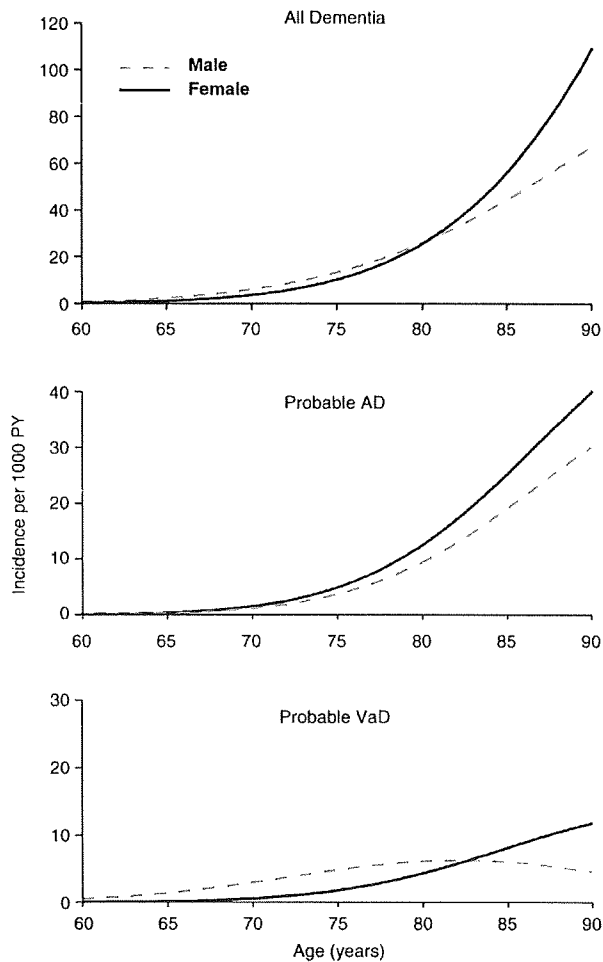 All Dementia
120
100
80
60
40
20
0
Male
Female
60 65 70 75 80 85 90
Incidence per 1000 PY
Probable AD
40
30
20
10
0
60 65 70 75 80 85 90
Probable VaD
30
20
10
0
60 65 70 75 80 85 90
Age (years)